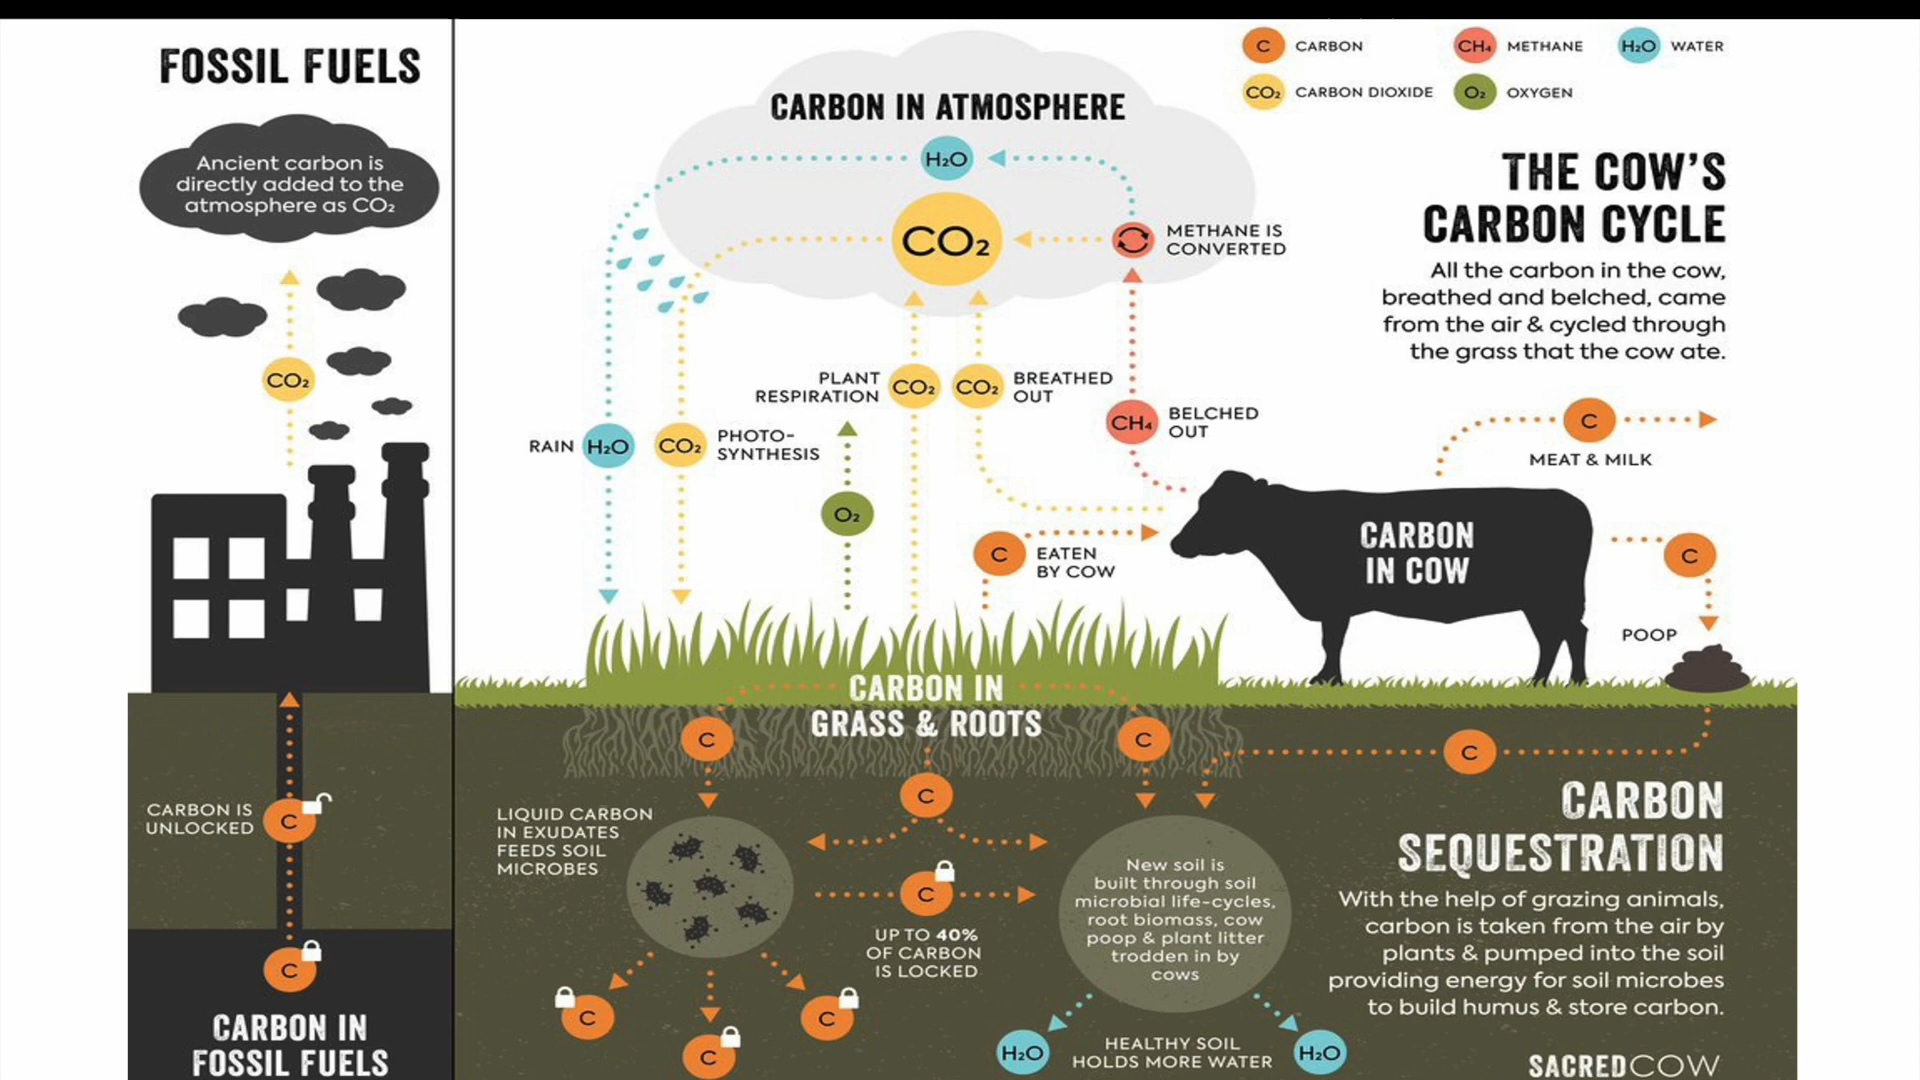 FOSSIL FUELS
Ancient carbon is
directly added to the
atmosphere as CO₂
CO₂
CARBON IS
UNLOCKED
C
C
CARBON IN
FOSSIL FUELS
C CARBON
CH₄ METHANE
H₂O WATER
CO₂ CARBON DIOXIDE
O₂ OXYGEN
CARBON IN ATMOSPHERE
H₂O
CO₂
METHANE IS
CONVERTED
THE COW'S
CARBON CYCLE
All the carbon in the cow,
breathed and belched, came
from the air & cycled through
the grass that the cow ate.
RAIN H₂O
CO₂ PHOTO-
SYNTHESIS
O₂
PLANT
RESPIRATION
CO₂
CO₂ BREATHED
OUT
CH₄ BELCHED
OUT
C EATEN
BY COW
C
MEAT & MILK
CARBON
IN COW
C
POOP
CARBON IN
GRASS & ROOTS
C
C
C
C
LIQUID CARBON
IN EXUDATES
FEEDS SOIL
MICROBES
C
UP TO 40%
OF CARBON
IS LOCKED
C
C
C
New soil is
built through soil
microbial life-cycles,
root biomass, cow
poop & plant litter
trodden in by
cows
H₂O
HEALTHY SOIL
HOLDS MORE WATER
H₂O
CARBON
SEQUESTRATION
With the help of grazing animals,
carbon is taken from the air by
plants & pumped into the soil
providing energy for soil microbes
to build humus & store carbon.
SACREDCOW